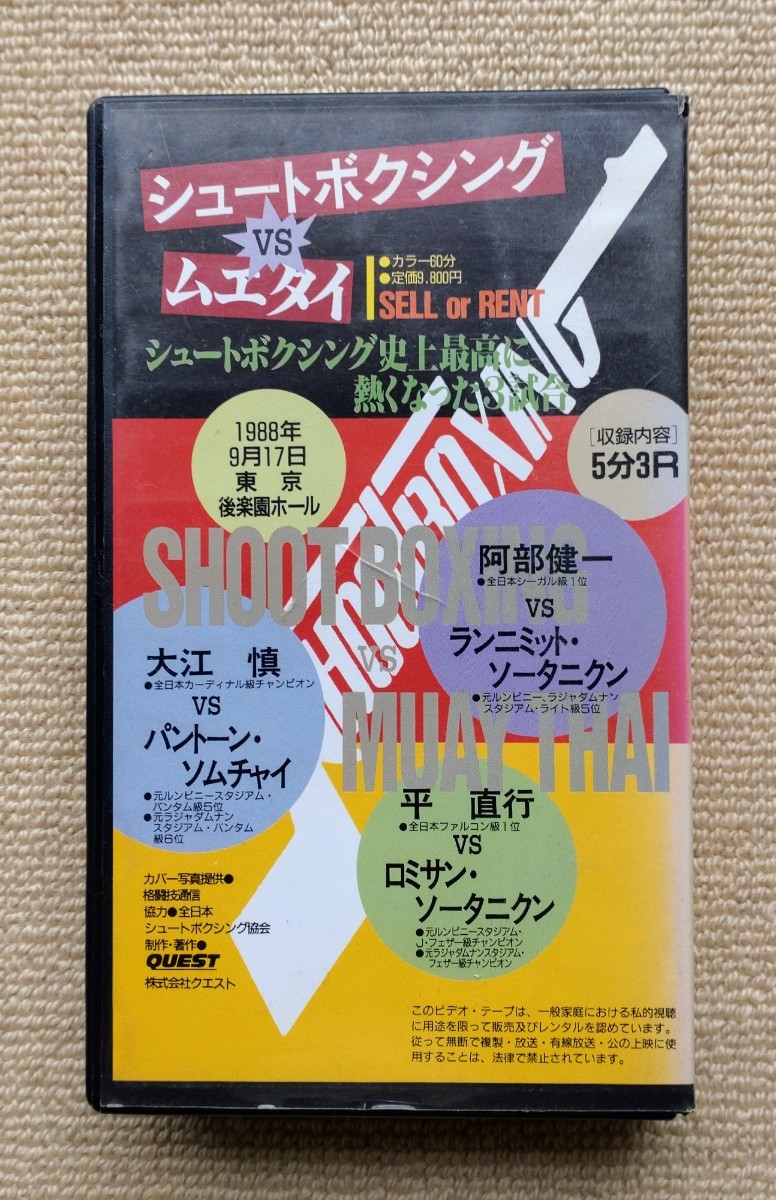 シュートボクシング
VS
ムエタイ
●カラー60分
●定価9,800円
SELL or RENT
シュートボクシング史上最高に
熱くなった3試合
1988年
9月17日
東京
後楽園ホール
[収録内容]
5分3R
SHOOT BOXING
VS
MUAY THAI
SHOOTBOXING
阿部健一
●全日本シーガル級1位
VS
ランニミット・
ソータニクン
●元ルンピニー、ラジャダムナン
スタジアム・ライト級5位
大江 慎
●全日本カーディナル級チャンピオン
VS
パントーン・
ソムチャイ
●元ルンピニースタジアム・
バンタム級5位
●元ラジャダムナン
スタジアム・バンタム
級6位
平 直行
●全日本ファルコン級1位
VS
ロミサン・
ソータニクン
●元ルンピニースタジアム・
J・フェザー級チャンピオン
●元ラジャダムナンスタジアム・
フェザー級チャンピオン
カバー写真提供●
格闘技通信
協力●全日本
シュートボクシング協会
制作・著作●
QUEST
株式会社クエスト
このビデオ・テープは、一般家庭における私的視聴
に用途を限って販売及びレンタルを認めています。
従って無断で複製・放送・有線放送・公の上映に使
用することは、法律で禁止されています。